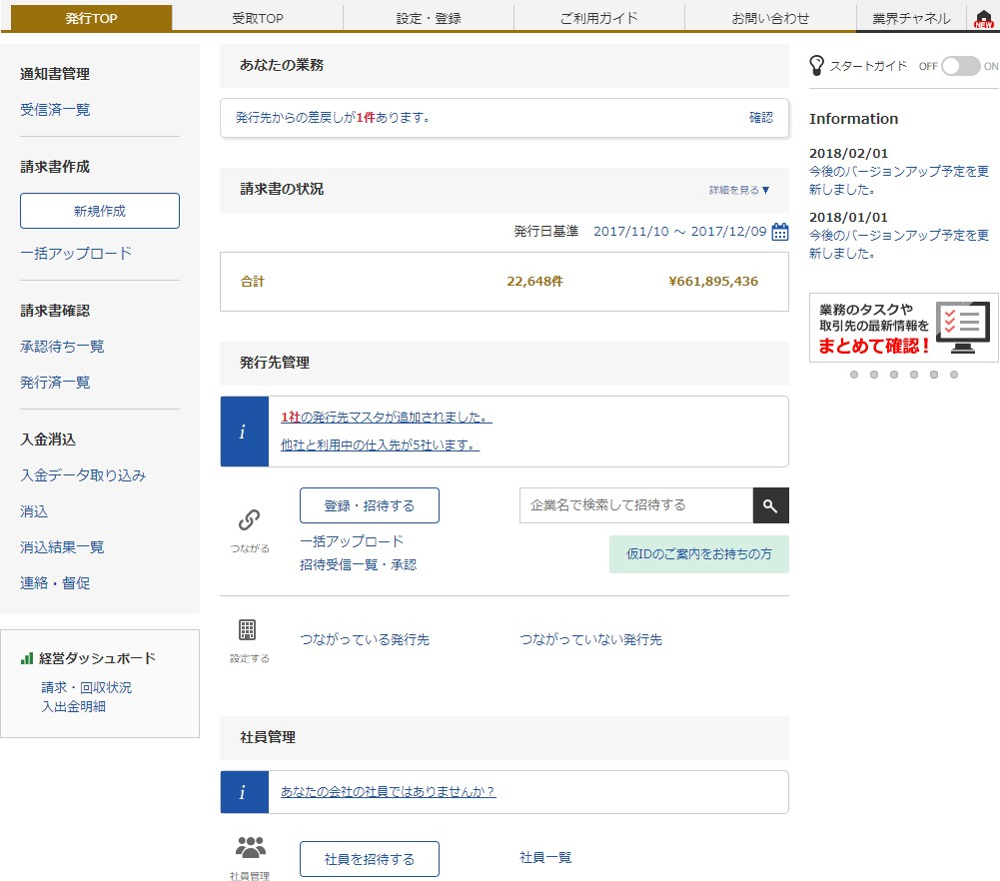 発行TOP 受取TOP 設定・登録 ご利用ガイド お問い合わせ 業界チャネル NEW
通知書管理
受信済一覧
請求書作成
新規作成
一括アップロード
請求書確認
承認待ち一覧
発行済一覧
入金消込
入金データ取り込み
消込
消込結果一覧
連絡・督促
経営ダッシュボード
請求・回収状況
入出金明細
あなたの業務
発行先からの差戻しが1件あります。 確認
請求書の状況 詳細を見る▼
発行日基準 2017/11/10 ～ 2017/12/09
合計 22,648件 ¥661,895,436
発行先管理
i
1社の発行先マスタが追加されました。
他社と利用中の仕入先が5社います。
つながる
登録・招待する
企業名で検索して招待する
一括アップロード
招待受信一覧・承認
仮IDのご案内をお持ちの方
設定する
つながっている発行先 つながっていない発行先
社員管理
i
あなたの会社の社員ではありませんか？
社員管理
社員を招待する 社員一覧
スタートガイド OFF ON
Information
2018/02/01
今後のバージョンアップ予定を更
新しました。
2018/01/01
今後のバージョンアップ予定を更
新しました。
業務のタスクや
取引先の最新情報を
まとめて確認！